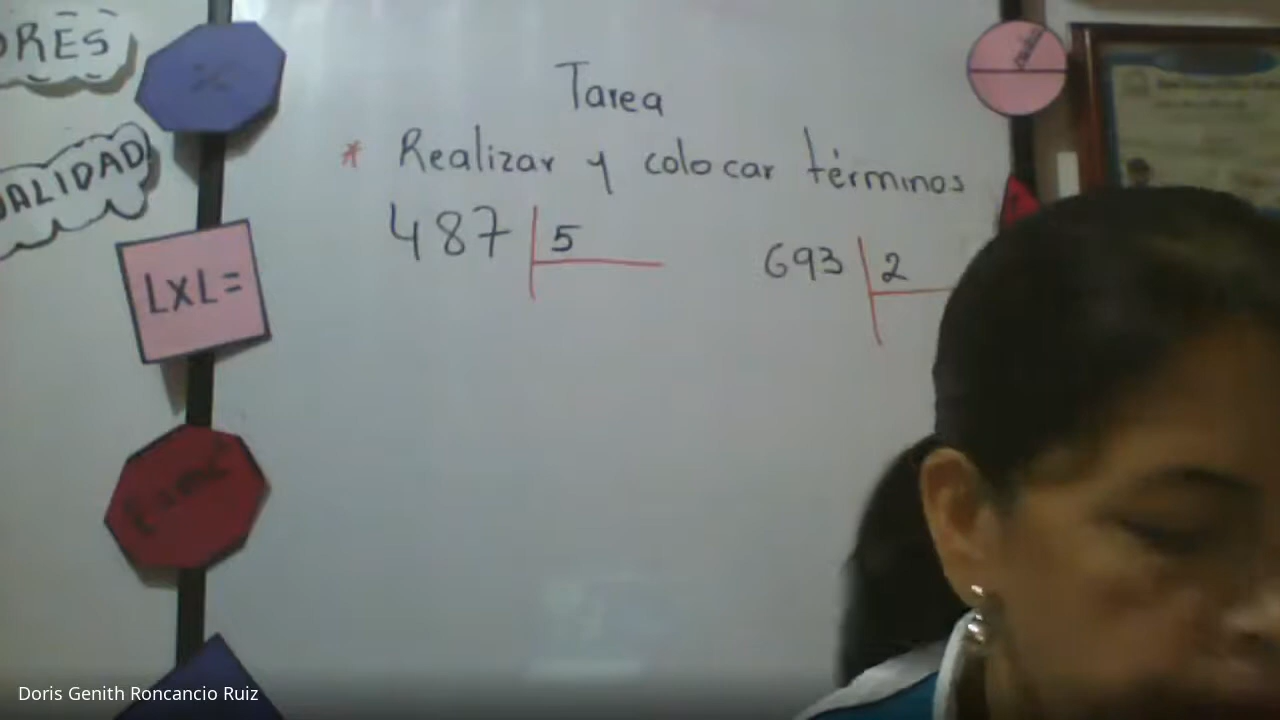 ORES
ALIDAD
Tarea
* Realizar y colocar términos
487 5
693 2
LxL=
Doris Genith Roncancio Ruiz